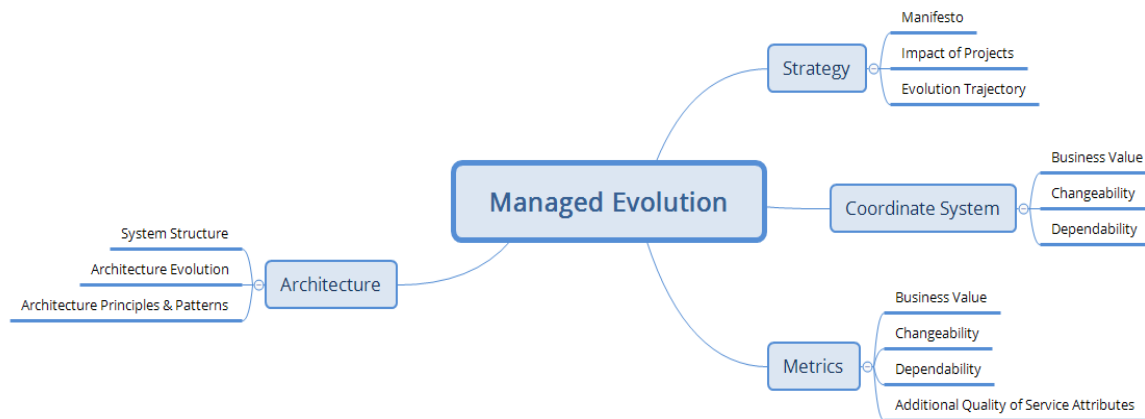 Managed Evolution
Strategy
Manifesto
Impact of Projects
Evolution Trajectory
Coordinate System
Business Value
Changeability
Dependability
Metrics
Business Value
Changeability
Dependability
Additional Quality of Service Attributes
Architecture
System Structure
Architecture Evolution
Architecture Principles & Patterns